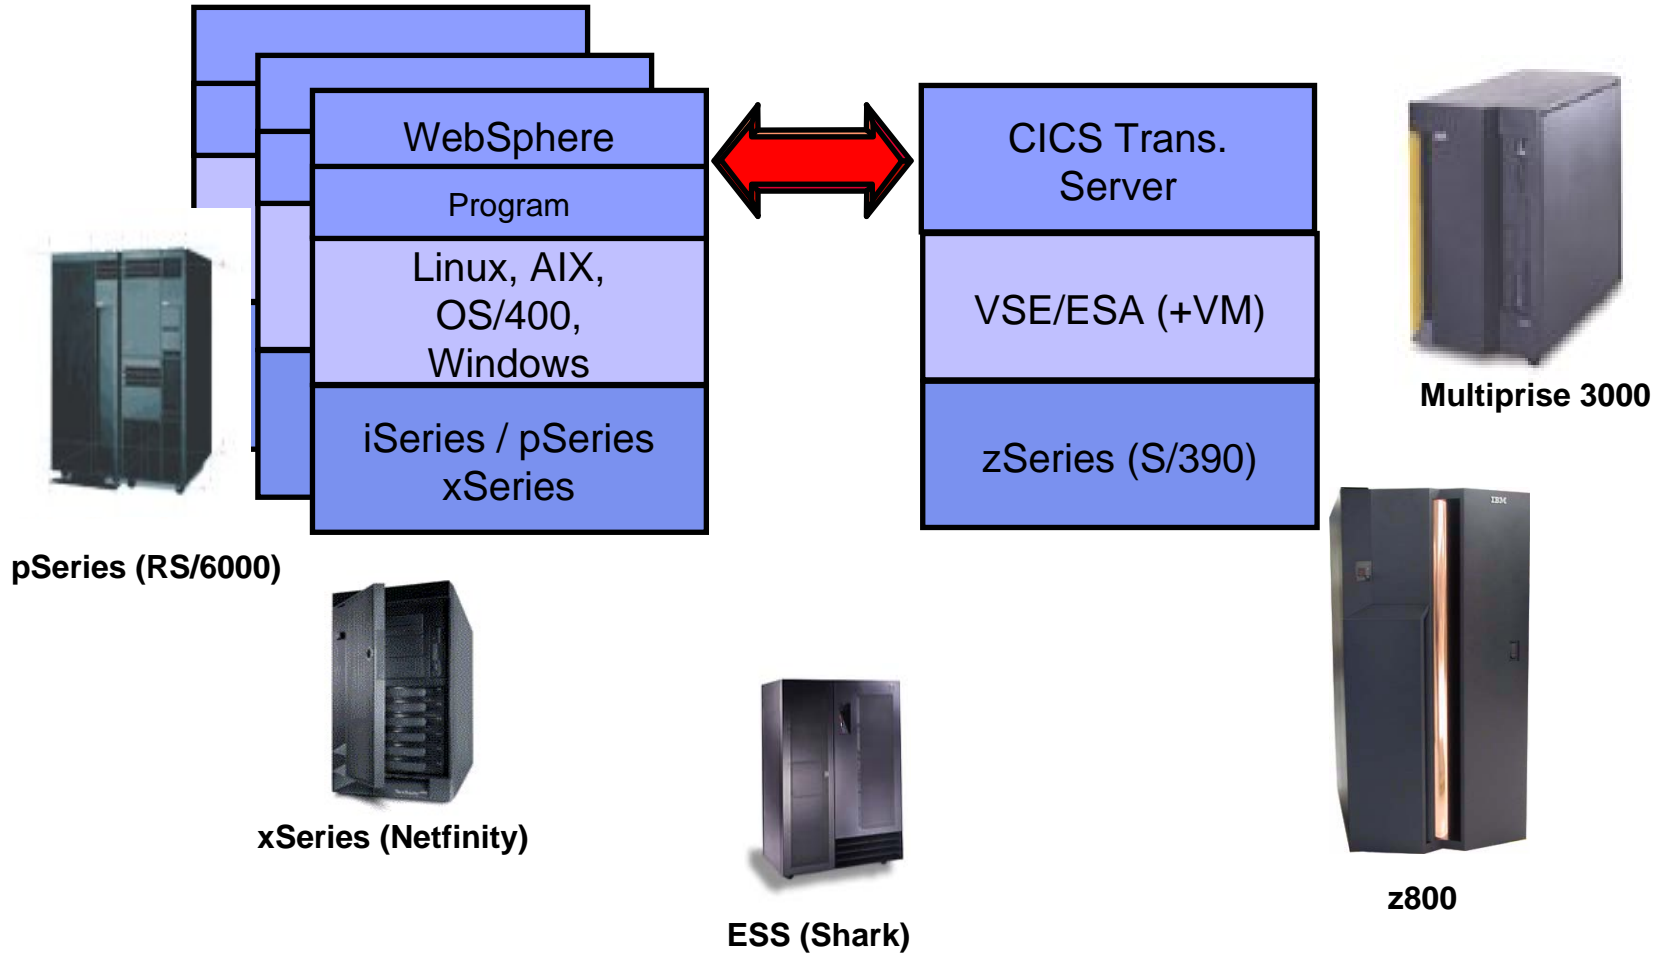 WebSphere
Program
Linux, AIX,
OS/400,
Windows
iSeries / pSeries
xSeries
CICS Trans.
Server
VSE/ESA (+VM)
zSeries (S/390)
Multiprise 3000
pSeries (RS/6000)
xSeries (Netfinity)
ESS (Shark)
IBM
z800